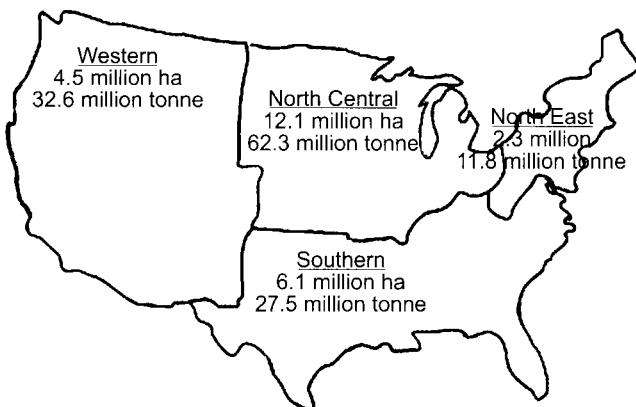 Western
4.5 million ha
32.6 million tonne
North Central
12.1 million ha
62.3 million tonne
North East
2.3 million
11.8 million tonne
Southern
6.1 million ha
27.5 million tonne